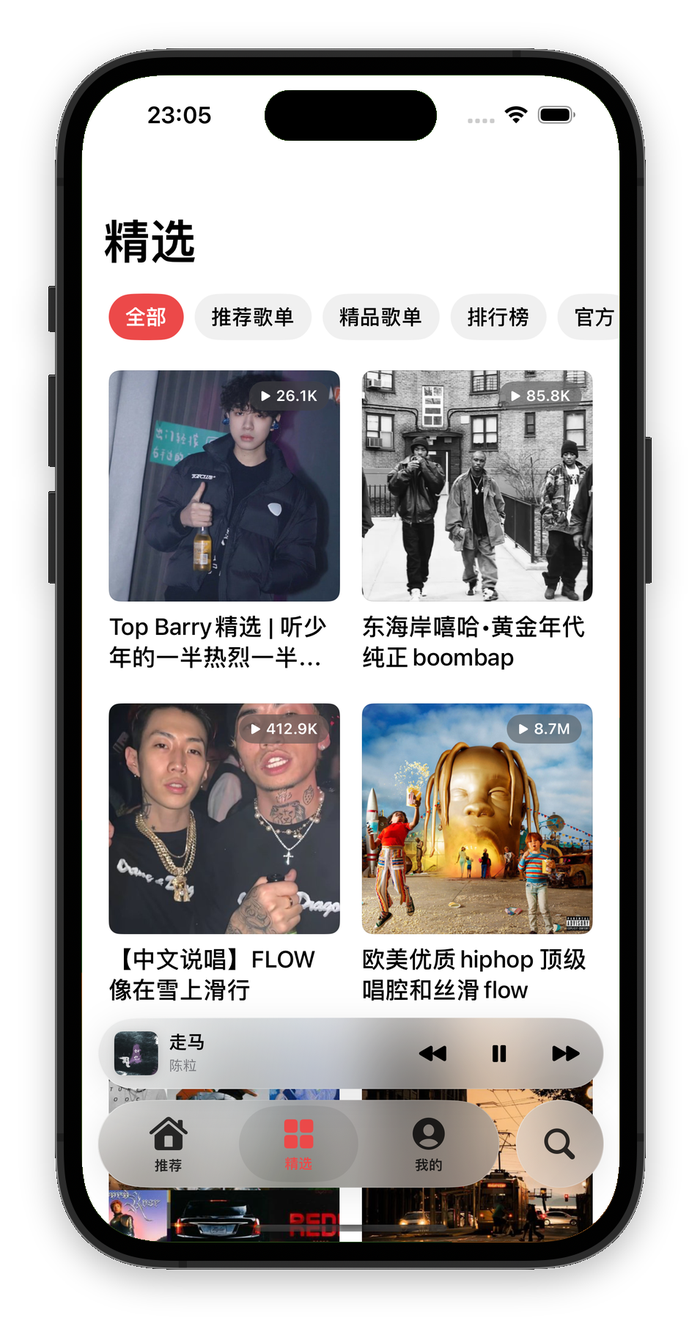 23:05
精选
全部
推荐歌单
精品歌单
排行榜
官方
26.1K
85.8K
Top Barry精选 | 听少
年的一半热烈一半…
东海岸嘻哈·黄金年代
纯正 boombap
412.9K
8.7M
【中文说唱】FLOW
像在雪上滑行
欧美优质 hiphop 顶级
唱腔和丝滑 flow
走马
陈粒
推荐
精选
我的
RED